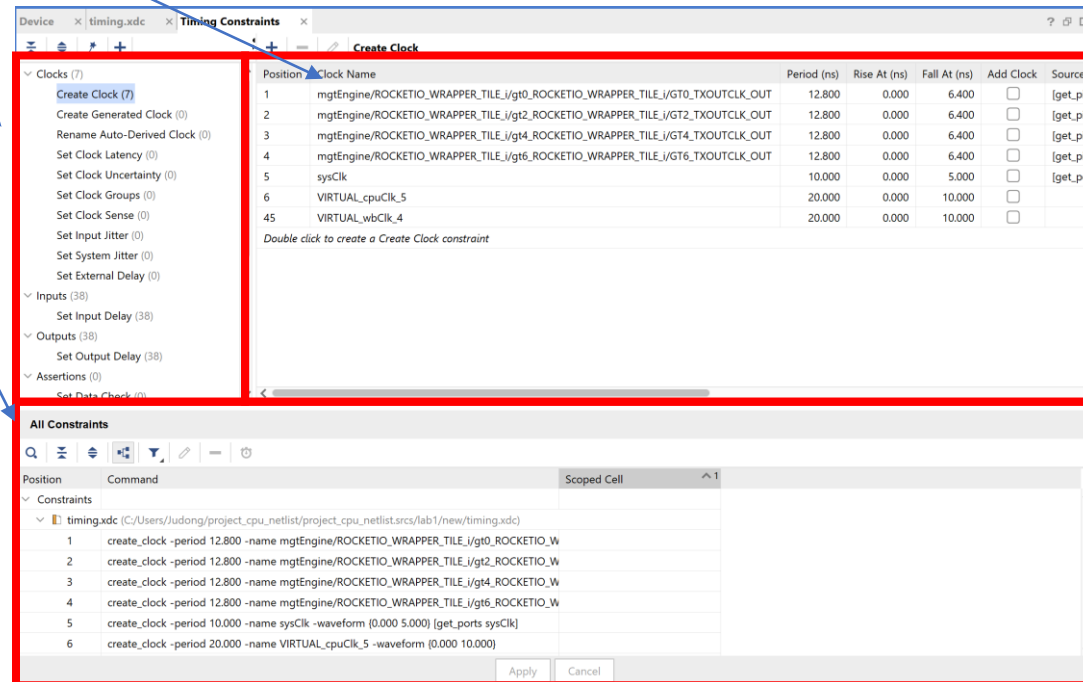 Device × timing.xdc × Timing Constraints × ?
Create Clock
Clocks (7)
Create Clock (7)
Create Generated Clock (0)
Rename Auto-Derived Clock (0)
Set Clock Latency (0)
Set Clock Uncertainty (0)
Set Clock Groups (0)
Set Clock Sense (0)
Set Input Jitter (0)
Set System Jitter (0)
Set External Delay (0)
Inputs (38)
Set Input Delay (38)
Outputs (38)
Set Output Delay (38)
Assertions (0)
Set Data Check (0)
Position Clock Name Period (ns) Rise At (ns) Fall At (ns) Add Clock Source
1 mgtEngine/ROCKETIO_WRAPPER_TILE_i/gt0_ROCKETIO_WRAPPER_TILE_i/GT0_TXOUTCLK_OUT 12.800 0.000 6.400 [get_p
2 mgtEngine/ROCKETIO_WRAPPER_TILE_i/gt2_ROCKETIO_WRAPPER_TILE_i/GT2_TXOUTCLK_OUT 12.800 0.000 6.400 [get_p
3 mgtEngine/ROCKETIO_WRAPPER_TILE_i/gt4_ROCKETIO_WRAPPER_TILE_i/GT4_TXOUTCLK_OUT 12.800 0.000 6.400 [get_p
4 mgtEngine/ROCKETIO_WRAPPER_TILE_i/gt6_ROCKETIO_WRAPPER_TILE_i/GT6_TXOUTCLK_OUT 12.800 0.000 6.400 [get_p
5 sysClk 10.000 0.000 5.000 [get_p
6 VIRTUAL_cpuClk_5 20.000 0.000 10.000
45 VIRTUAL_wbClk_4 20.000 0.000 10.000
Double click to create a Create Clock constraint
All Constraints
Position Command Scoped Cell 1
Constraints
timing.xdc (C:/Users/Judong/project_cpu_netlist/project_cpu_netlist.srcs/lab1/new/timing.xdc)
1 create_clock -period 12.800 -name mgtEngine/ROCKETIO_WRAPPER_TILE_i/gt0_ROCKETIO_W
2 create_clock -period 12.800 -name mgtEngine/ROCKETIO_WRAPPER_TILE_i/gt2_ROCKETIO_W
3 create_clock -period 12.800 -name mgtEngine/ROCKETIO_WRAPPER_TILE_i/gt4_ROCKETIO_W
4 create_clock -period 12.800 -name mgtEngine/ROCKETIO_WRAPPER_TILE_i/gt6_ROCKETIO_W
5 create_clock -period 10.000 -name sysClk -waveform {0.000 5.000} [get_ports sysClk]
6 create_clock -period 20.000 -name VIRTUAL_cpuClk_5 -waveform {0.000 10.000}
Apply Cancel